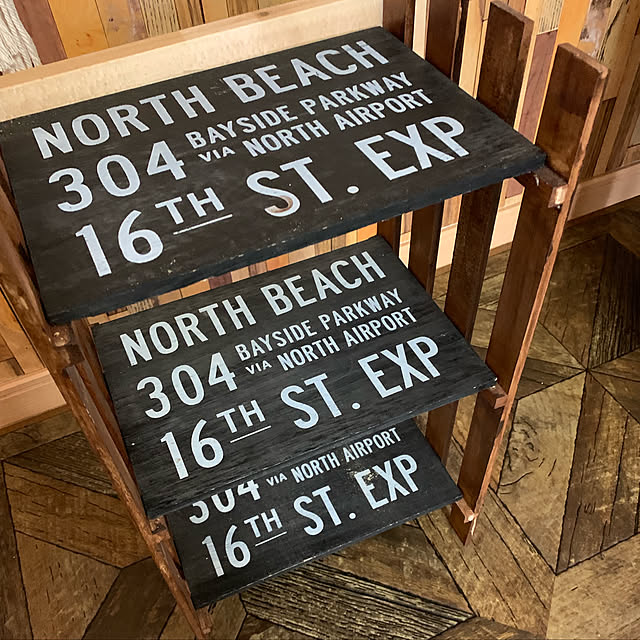 NORTH BEACH
304 BAYSIDE PARKWAY
VIA NORTH AIRPORT
16TH ST. EXP
NORTH BEACH
304 BAYSIDE PARKWAY
VIA NORTH AIRPORT
16TH ST. EXP
304 VIA NORTH AIRPORT
16TH ST. EXP